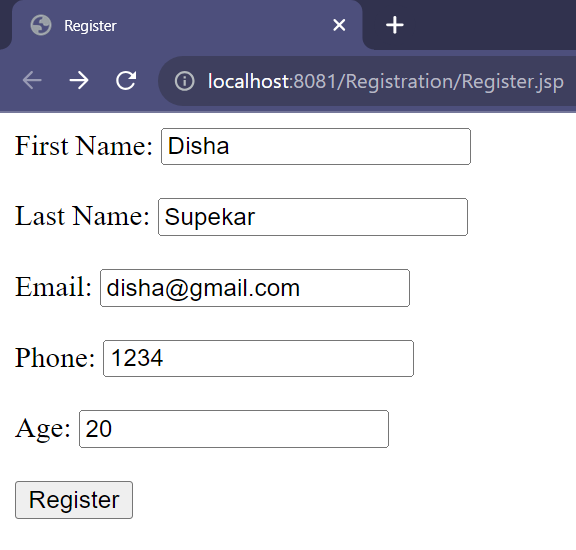 Register
localhost:8081/Registration/Register.jsp
First Name: Disha
Last Name: Supekar
Email: disha@gmail.com
Phone: 1234
Age: 20
Register